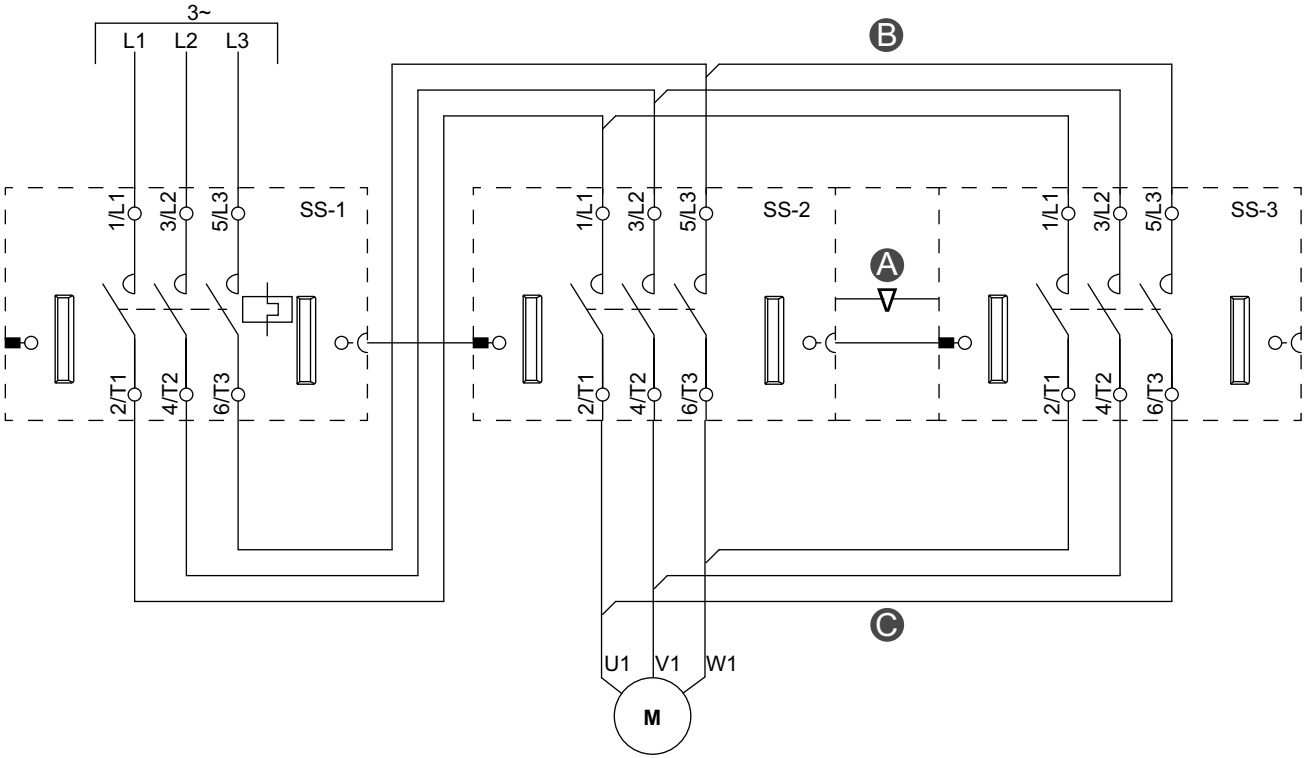 3~
L1 L2 L3
B
1/L1 3/L2 5/L3 SS-1
1/L1 3/L2 5/L3 SS-2
1/L1 3/L2 5/L3 SS-3
A
2/T1 4/T2 6/T3
2/T1 4/T2 6/T3
2/T1 4/T2 6/T3
C
U1 V1 W1
M